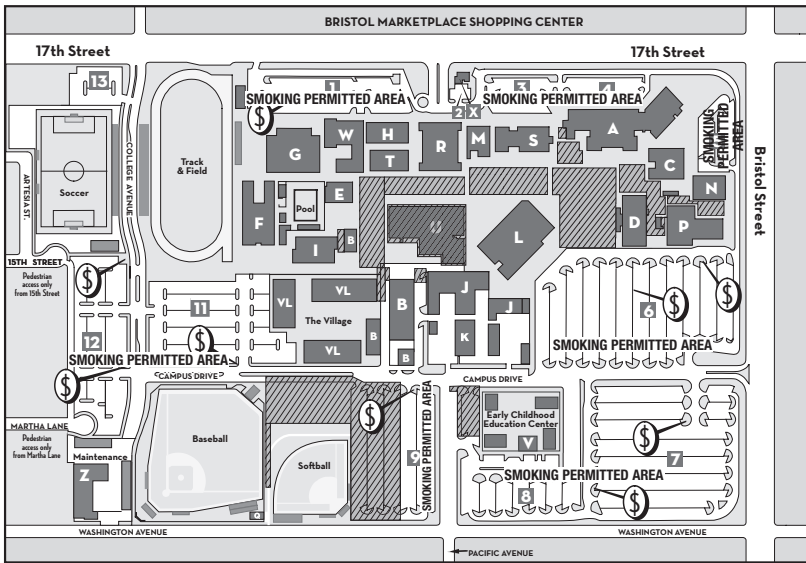 BRISTOL MARKETPLACE SHOPPING CENTER
17th Street
17th Street
13
1
3
4
SMOKING PERMITTED AREA
SMOKING PERMITTED AREA
2 X
$
SMOKING PERMITTED AREA
COLLEGE AVENUE
Track
& Field
G
W
H
T
R
M
S
A
C
N
Bristol Street
ARTESIA ST.
Soccer
F
Pool
E
I
B
U
L
D
P
15TH STREET
Pedestrian
access only
from 15th Street
$
11
VL
VL
The Village
VL
B
B
B
J
J
K
6
$
$
12
$
SMOKING PERMITTED AREA
SMOKING PERMITTED AREA
$
CAMPUS DRIVE
CAMPUS DRIVE
MARTHA LANE
Pedestrian
access only
from Martha Lane
Maintenance
Z
Baseball
Softball
Q
$
9
SMOKING PERMITTED AREA
Early Childhood
Education Center
V
$
7
SMOKING PERMITTED AREA
8
$
WASHINGTON AVENUE
WASHINGTON AVENUE
PACIFIC AVENUE